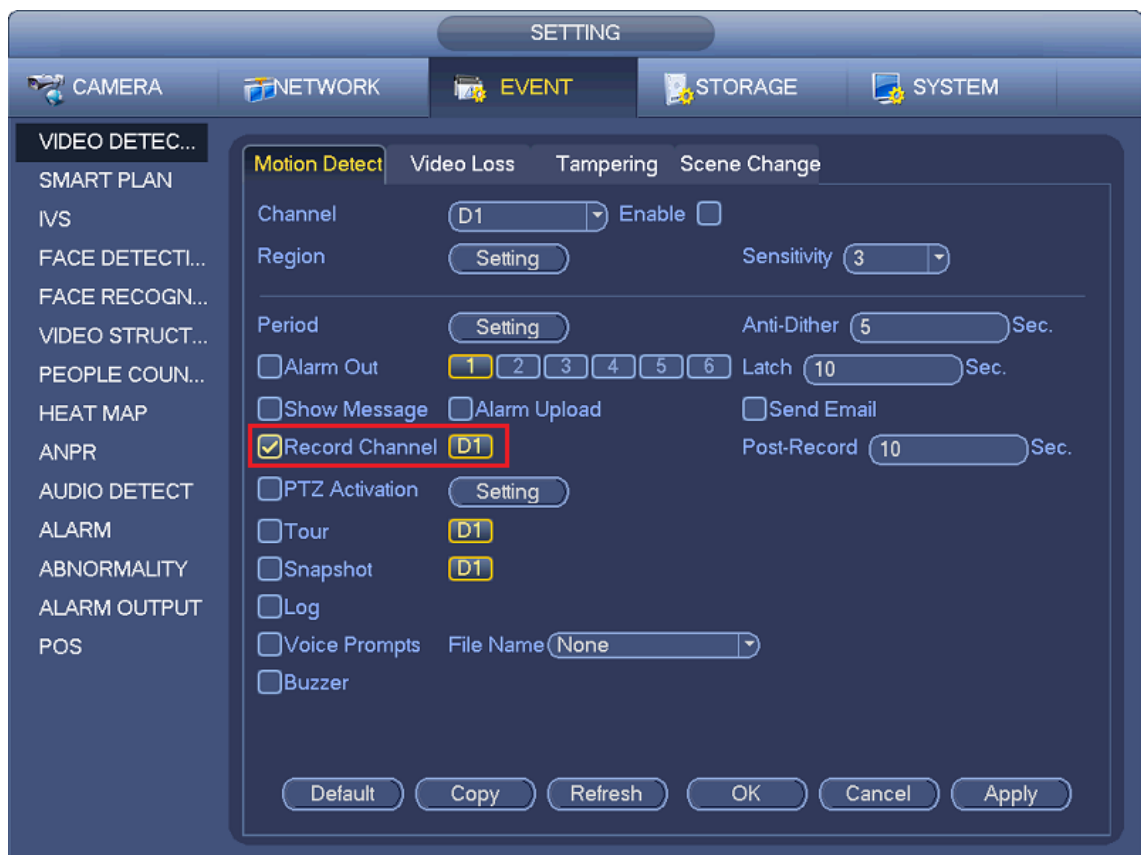 SETTING
CAMERA NETWORK EVENT STORAGE SYSTEM
VIDEO DETEC...
SMART PLAN
IVS
FACE DETECTI...
FACE RECOGN...
VIDEO STRUCT...
PEOPLE COUN...
HEAT MAP
ANPR
AUDIO DETECT
ALARM
ABNORMALITY
ALARM OUTPUT
POS
Motion Detect Video Loss Tampering Scene Change
Channel D1 Enable
Region Setting Sensitivity 3
Period Setting Anti-Dither 5 Sec.
Alarm Out 1 2 3 4 5 6 Latch 10 Sec.
Show Message Alarm Upload Send Email
Record Channel D1 Post-Record 10 Sec.
PTZ Activation Setting
Tour D1
Snapshot D1
Log
Voice Prompts File Name None
Buzzer
Default Copy Refresh OK Cancel Apply